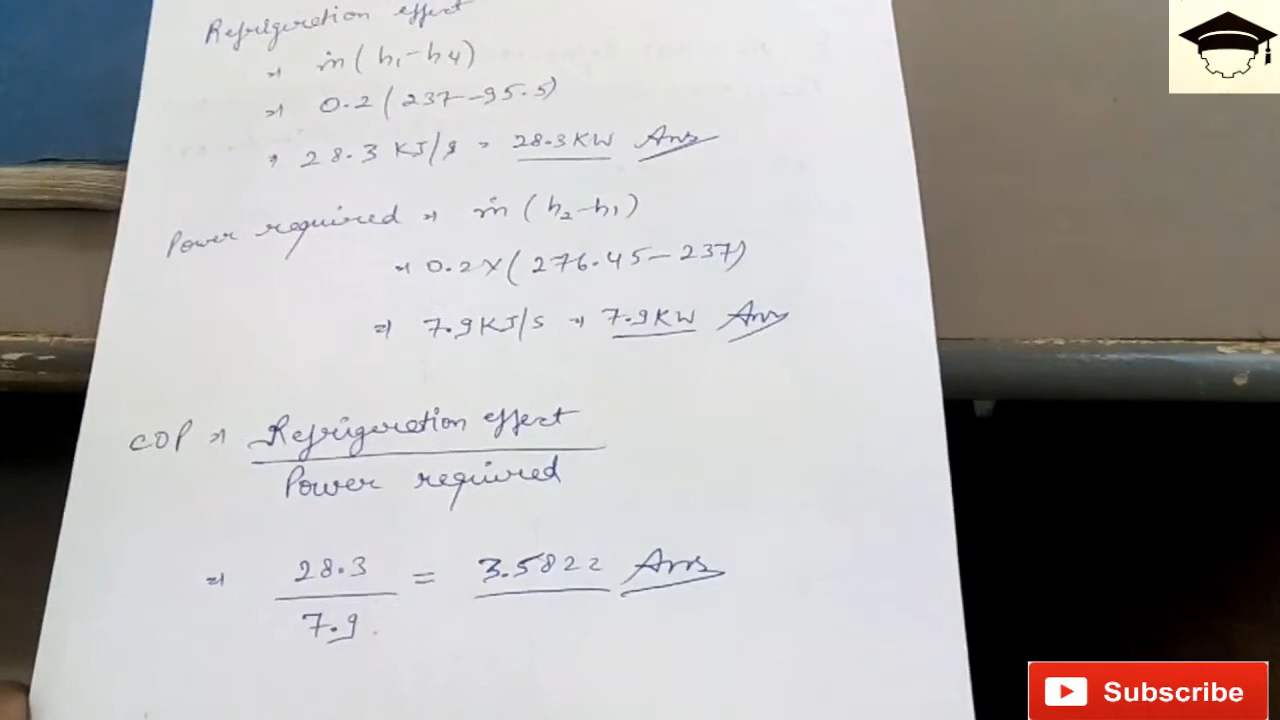 Refrigeration effect
⇒ ṁ (h₁-h4)
⇒ 0.2 (237-95.5)
⇒ 28.3 KJ/s = 28.3KW Ans
Power required ⇒ ṁ (h₂-h₁)
⇒ 0.2×(276.45-237)
⇒ 7.9KJ/s ⇒ 7.9KW Ans
COP ⇒ Refrigeration effect
Power required
⇒ 28.3 = 3.5822 Ans
7.9
Subscribe